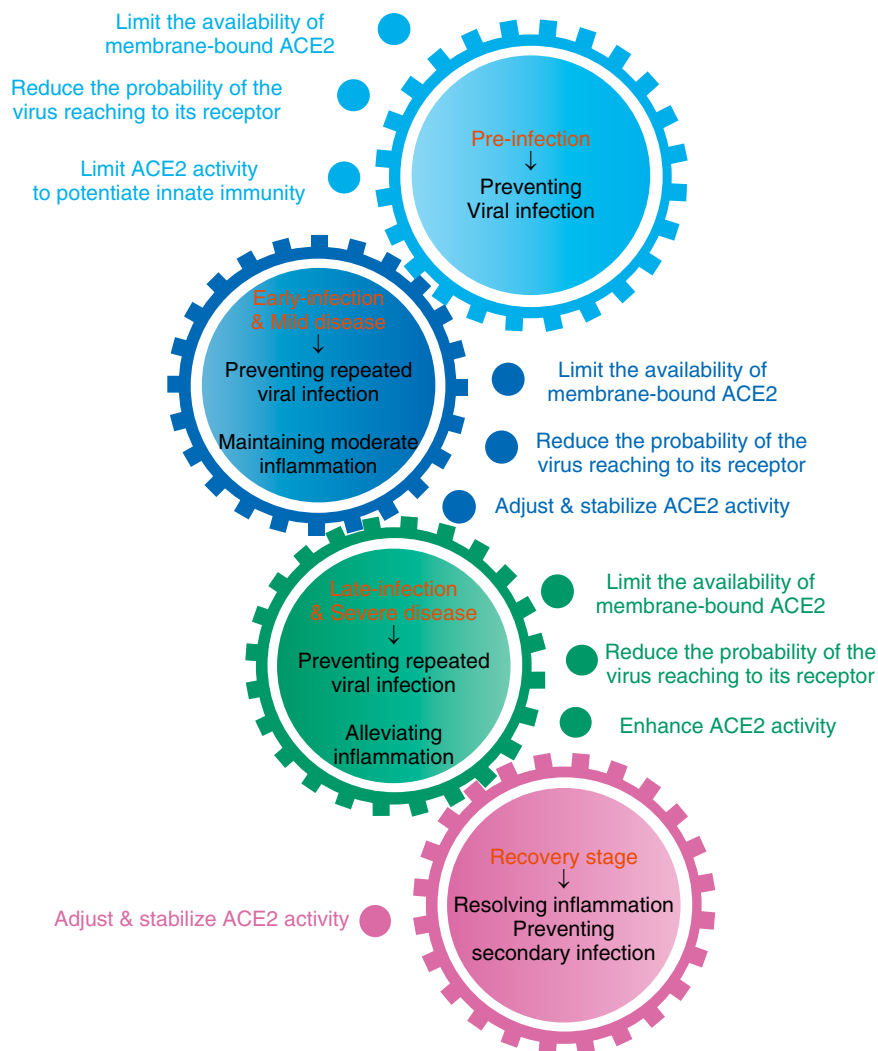 Limit the availability of
membrane-bound ACE2
Reduce the probability of the
virus reaching to its receptor
Limit ACE2 activity
to potentiate innate immunity
Pre-infection
↓
Preventing
Viral infection
Early-infection
& Mild disease
↓
Preventing repeated
viral infection
Maintaining moderate
inflammation
Limit the availability of
membrane-bound ACE2
Reduce the probability of the
virus reaching to its receptor
Adjust & stabilize ACE2 activity
Late-infection
& Severe disease
↓
Preventing repeated
viral infection
Alleviating
inflammation
Limit the availability of
membrane-bound ACE2
Reduce the probability of the
virus reaching to its receptor
Enhance ACE2 activity
Recovery stage
↓
Resolving inflammation
Preventing
secondary infection
Adjust & stabilize ACE2 activity